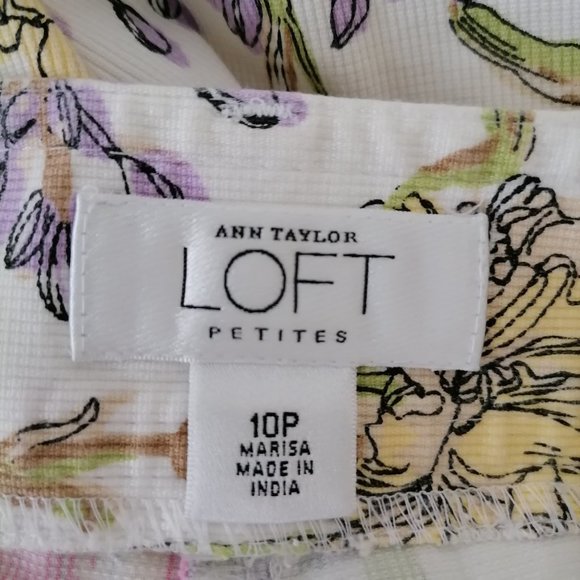 ANN TAYLOR
LOFT
PETITES
10P
MARISA
MADE IN
INDIA